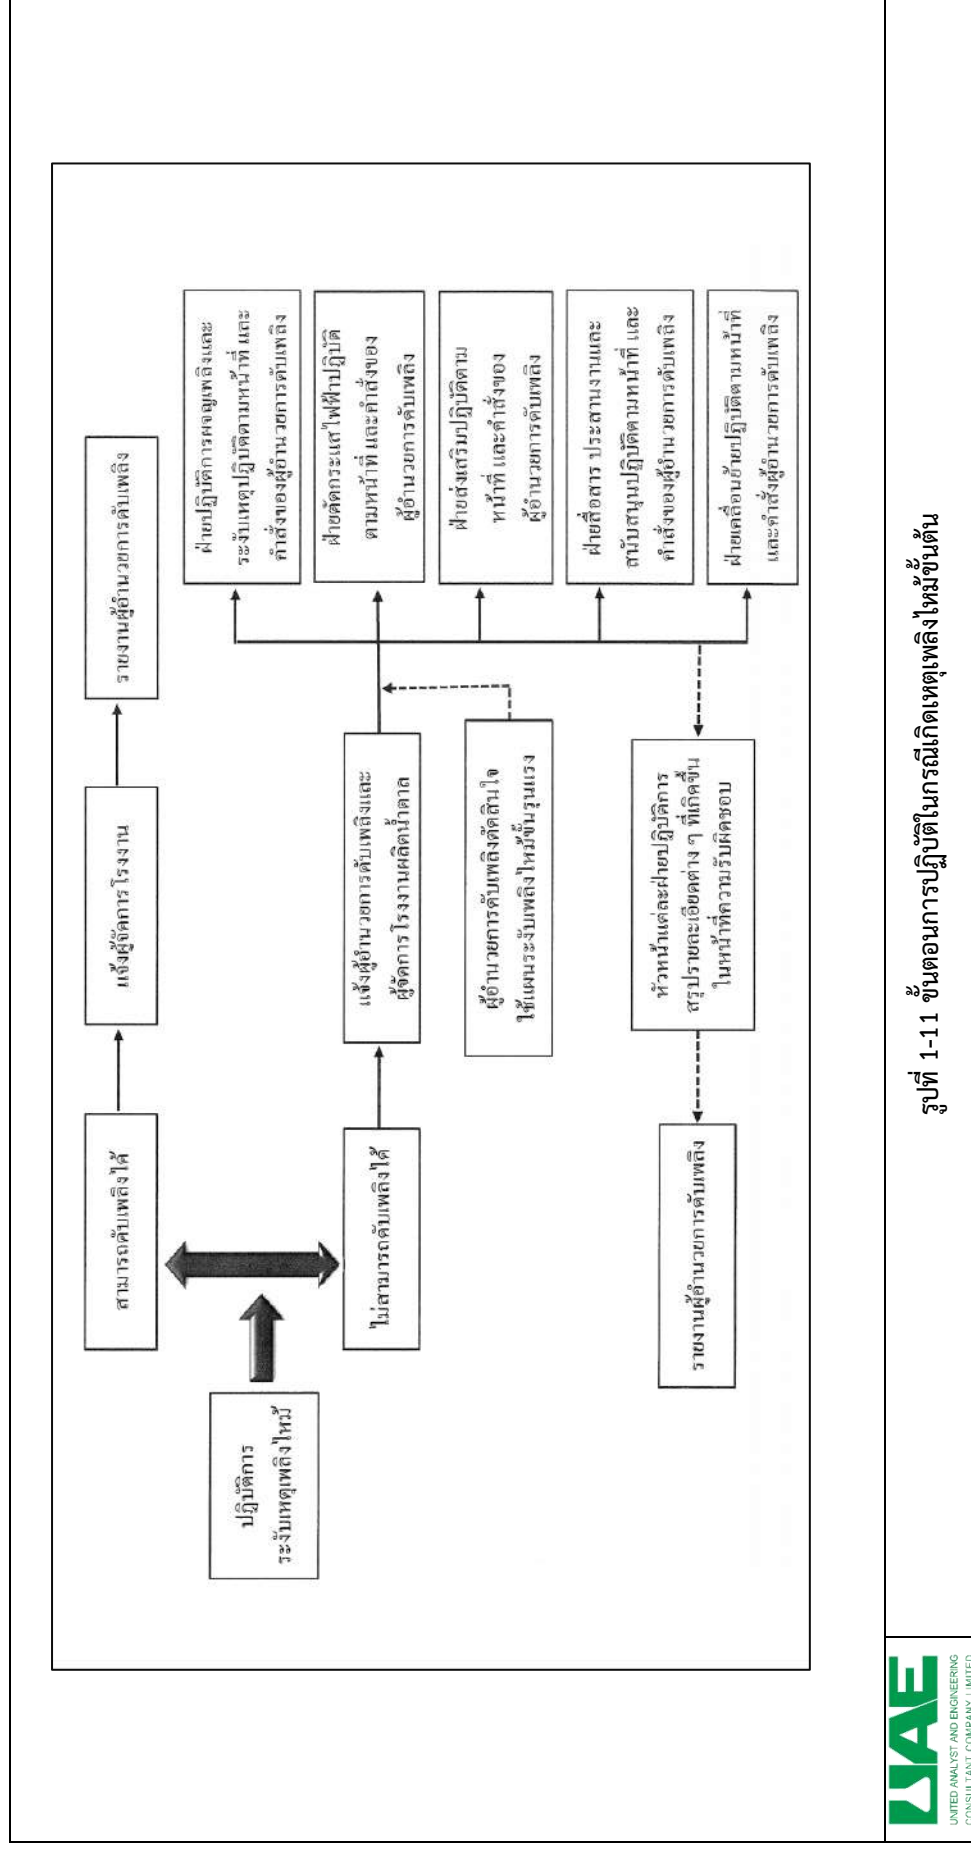 ปฏิบัติการ
ระงับเหตุเพลิงไหม้
สามารถดับเพลิงได้
แจ้งผู้จัดการโรงงาน
รายงานผู้อำนวยการดับเพลิง
ไม่สามารถดับเพลิงได้
แจ้งผู้อำนวยการดับเพลิงและ
ผู้จัดการโรงงานผลิตน้ำตาล
ผู้อำนวยการดับเพลิงตัดสินใจ
ใช้แผนระงับเพลิงไหม้ขั้นรุนแรง
ฝ่ายปฏิบัติการผจญเพลิงและ
ระงับเหตุปฏิบัติตามหน้าที่ และ
คำสั่งของผู้อำนวยการดับเพลิง
ฝ่ายตัดกระแสไฟฟ้าปฏิบัติ
ตามหน้าที่ และคำสั่งของ
ผู้อำนวยการดับเพลิง
ฝ่ายส่งเสริมปฏิบัติตาม
หน้าที่ และคำสั่งของ
ผู้อำนวยการดับเพลิง
ฝ่ายสื่อสาร ประสานงานและ
สนับสนุนปฏิบัติตามหน้าที่ และ
คำสั่งของผู้อำนวยการดับเพลิง
ฝ่ายเคลื่อนย้ายปฏิบัติตามหน้าที่
และคำสั่งผู้อำนวยการดับเพลิง
หัวหน้าแต่ละฝ่ายปฏิบัติการ
สรุปรายละเอียดต่าง ๆ ที่เกิดขึ้น
ในหน้าที่ความรับผิดชอบ
รายงานผู้อำนวยการดับเพลิง
รูปที่ 1-11 ขั้นตอนการปฏิบัติในกรณีเกิดเหตุเพลิงไหม้ขั้นต้น
UAE
UNITED ANALYST AND ENGINEERING
CONSULTANT COMPANY LIMITED